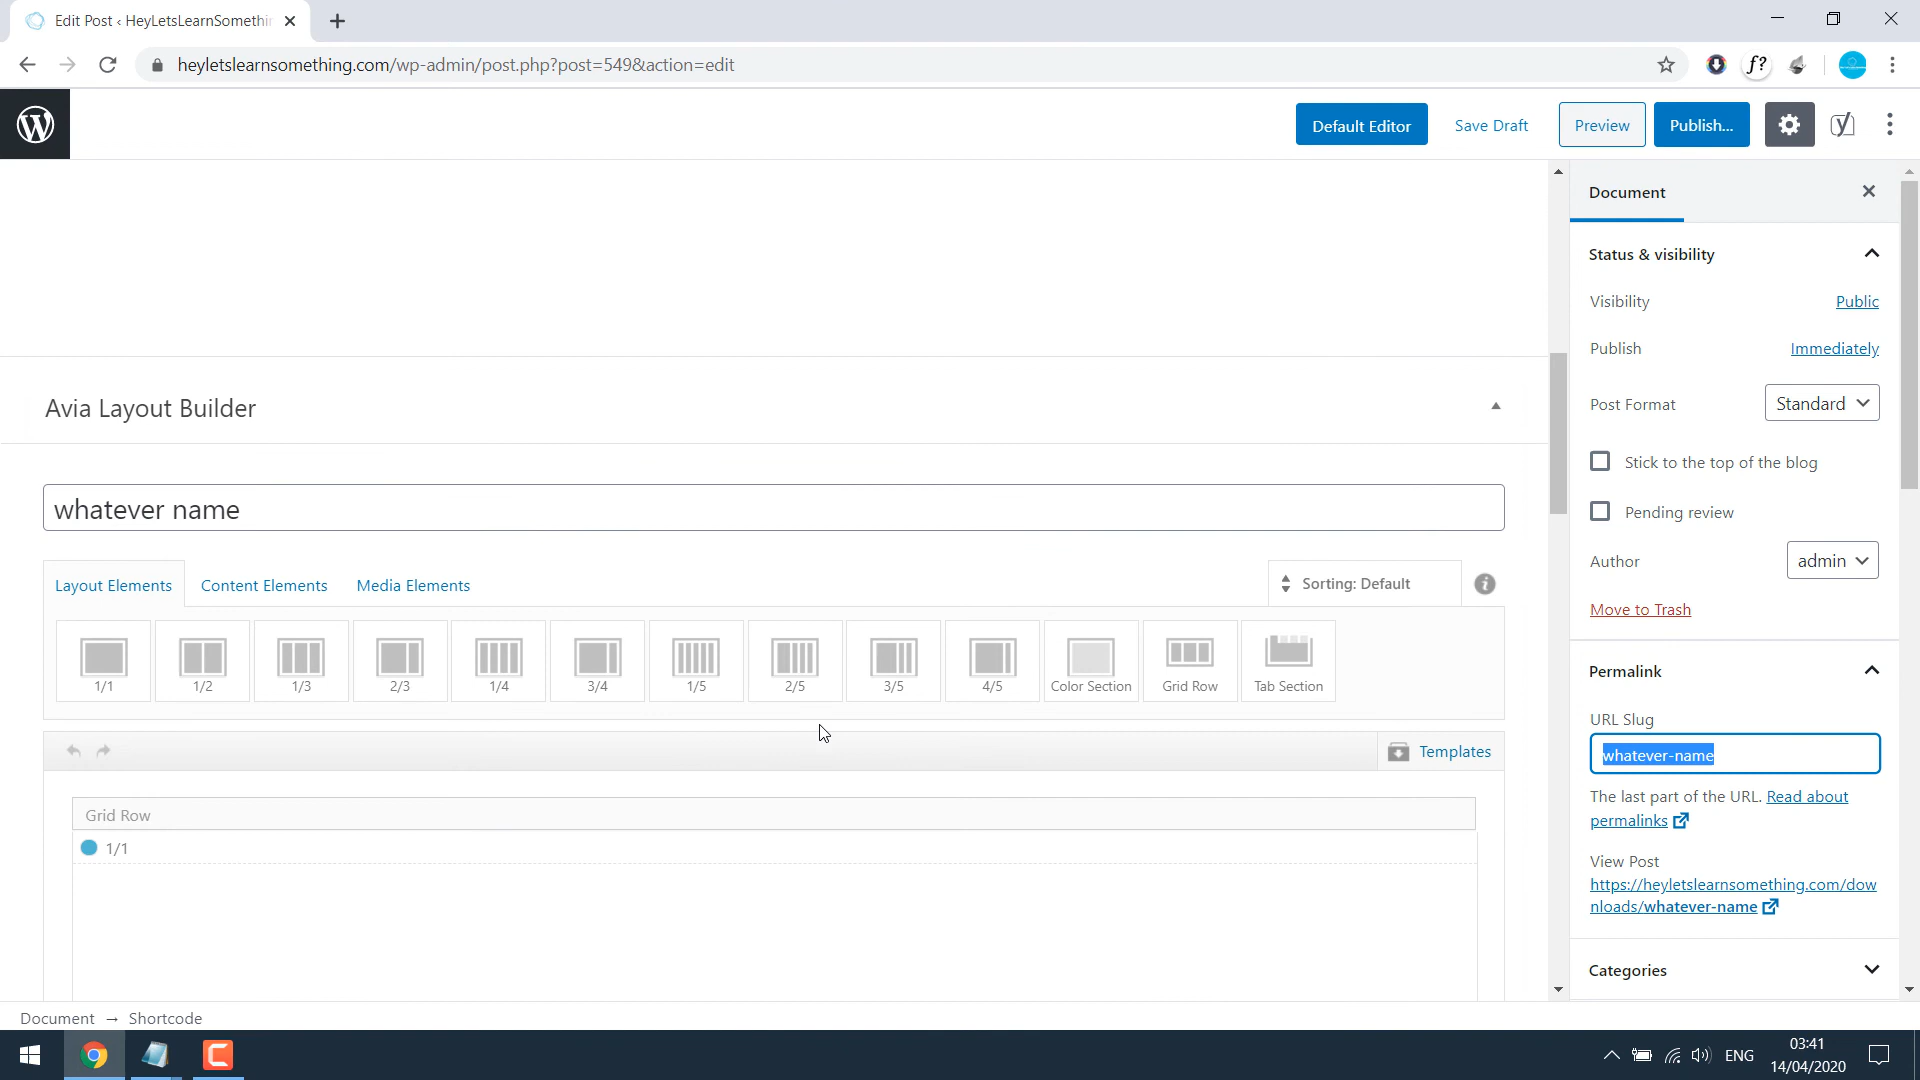 Edit Post ‹ HeyLetsLearnSomethin
heyletslearnsomething.com/wp-admin/post.php?post=549&action=edit
f?
Default Editor
Save Draft
Preview
Publish...
Document
Status & visibility
Visibility
Public
Publish
Immediately
Post Format
Standard
Stick to the top of the blog
Pending review
Author
admin
Move to Trash
Permalink
URL Slug
whatever-name
The last part of the URL. Read about
permalinks
View Post
https://heyletslearnsomething.com/dow
nloads/whatever-name
Categories
Avia Layout Builder
whatever name
Layout Elements
Content Elements
Media Elements
Sorting: Default
1/1
1/2
1/3
2/3
1/4
3/4
1/5
2/5
3/5
4/5
Color Section
Grid Row
Tab Section
Templates
Grid Row
1/1
Document → Shortcode
ENG
03:41
14/04/2020